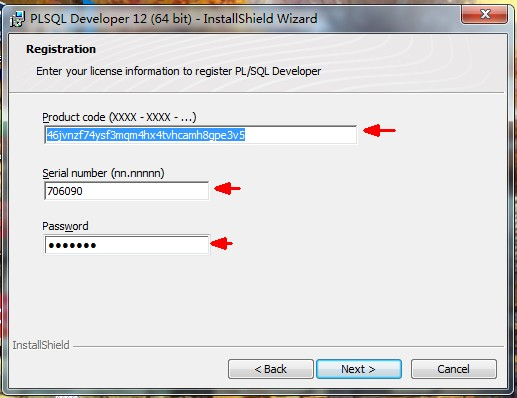 PLSQL Developer 12 (64 bit) - InstallShield Wizard
Registration
Enter your license information to register PL/SQL Developer
Product code (XXXX - XXXX - ...)
46jvnzf74ysf3mqm4hx4tvhcamh8gpe3v5
Serial number (nn.nnnnn)
706090
Password
•••••••
InstallShield
< Back Next > Cancel